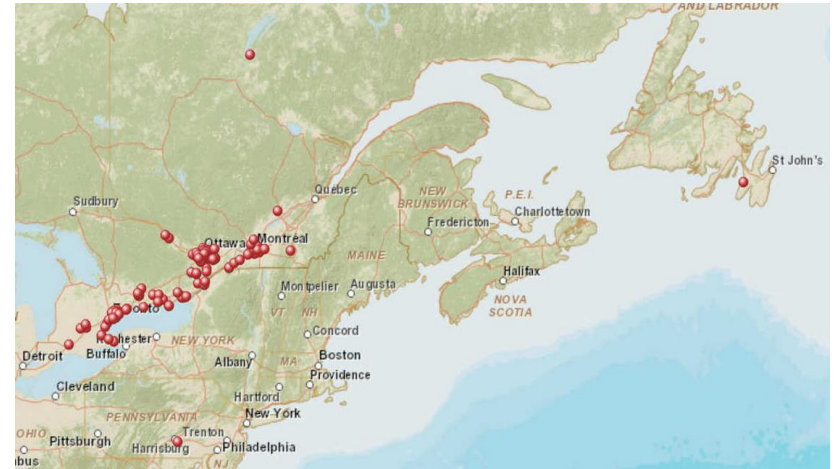 AND LABRADOR
St John's
Québec
Sudbury
NEW
BRUNSWICK
P.E.I.
Charlottetown
Fredericton
Ottawa
Montréal
MAINE
Halifax
Montpelier
Augusta
NOVA
SCOTIA
VT
NH
Toronto
Concord
Rochester
NEW YORK
Detroit
Buffalo
Albany
MA
Boston
Providence
Cleveland
Hartford
New York
PENNSYLVANIA
OHIO
Pittsburgh
Trenton
Harrisburg
Philadelphia
bus
NJ